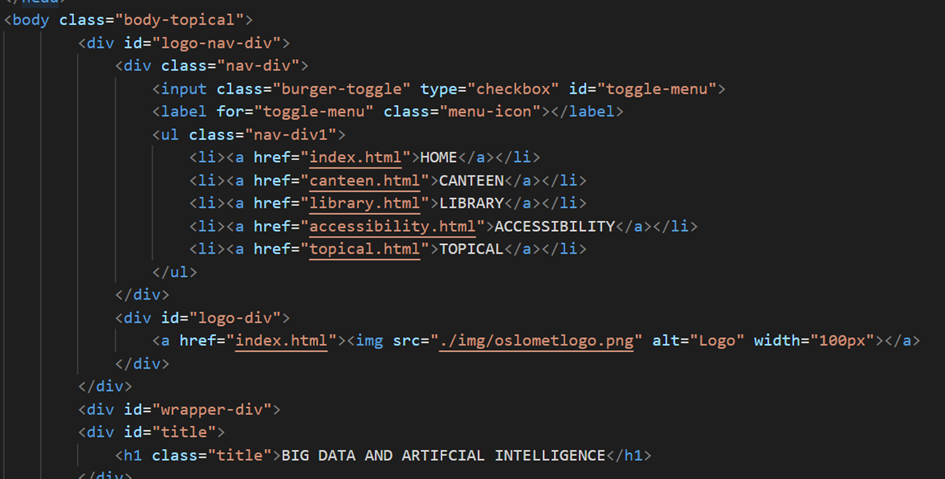 </head>
<body class="body-topical">
<div id="logo-nav-div">
<div class="nav-div">
<input class="burger-toggle" type="checkbox" id="toggle-menu">
<label for="toggle-menu" class="menu-icon"></label>
<ul class="nav-div1">
<li><a href="index.html">HOME</a></li>
<li><a href="canteen.html">CANTEEN</a></li>
<li><a href="library.html">LIBRARY</a></li>
<li><a href="accessibility.html">ACCESSIBILITY</a></li>
<li><a href="topical.html">TOPICAL</a></li>
</ul>
</div>
<div id="logo-div">
<a href="index.html"><img src="./img/oslometlogo.png" alt="Logo" width="100px"></a>
</div>
</div>
<div id="wrapper-div">
<div id="title">
<h1 class="title">BIG DATA AND ARTIFCIAL INTELLIGENCE</h1>
</div>